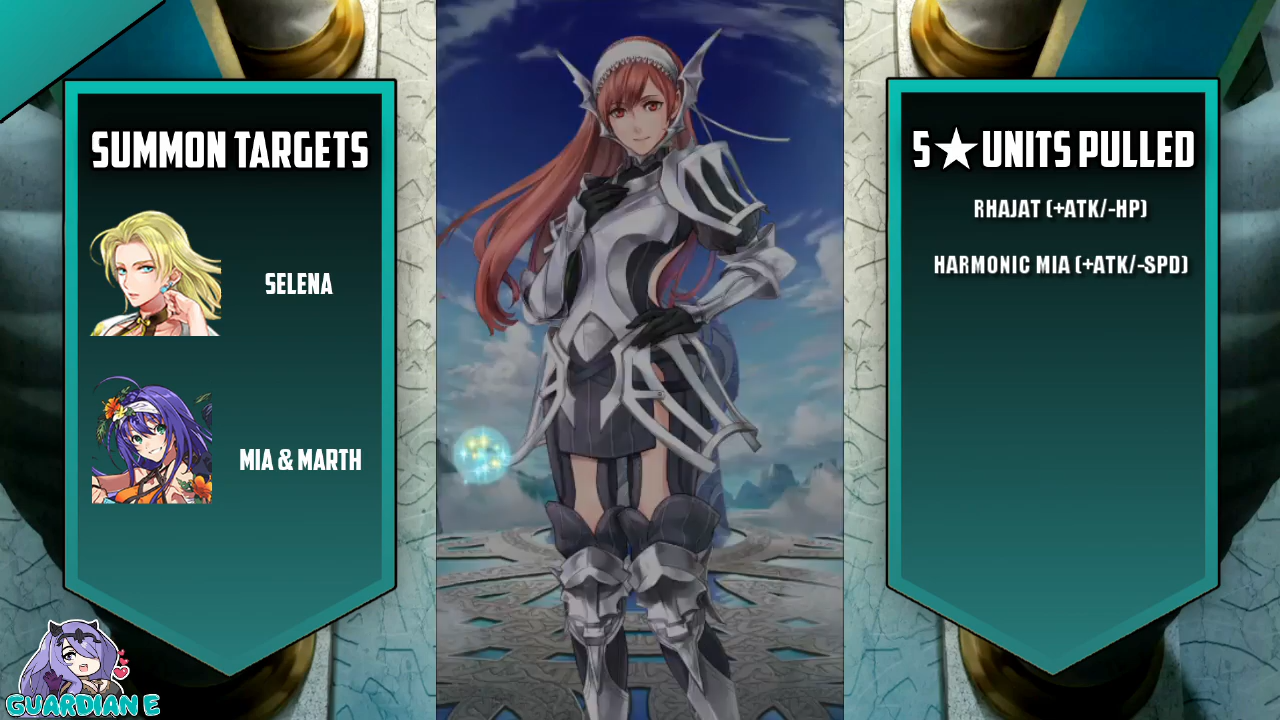 SUMMON TARGETS
SELENA
MIA & MARTH
5★UNITS PULLED
RHAJAT (+ATK/-HP)
HARMONIC MIA (+ATK/-SPD)
GUARDIAN E